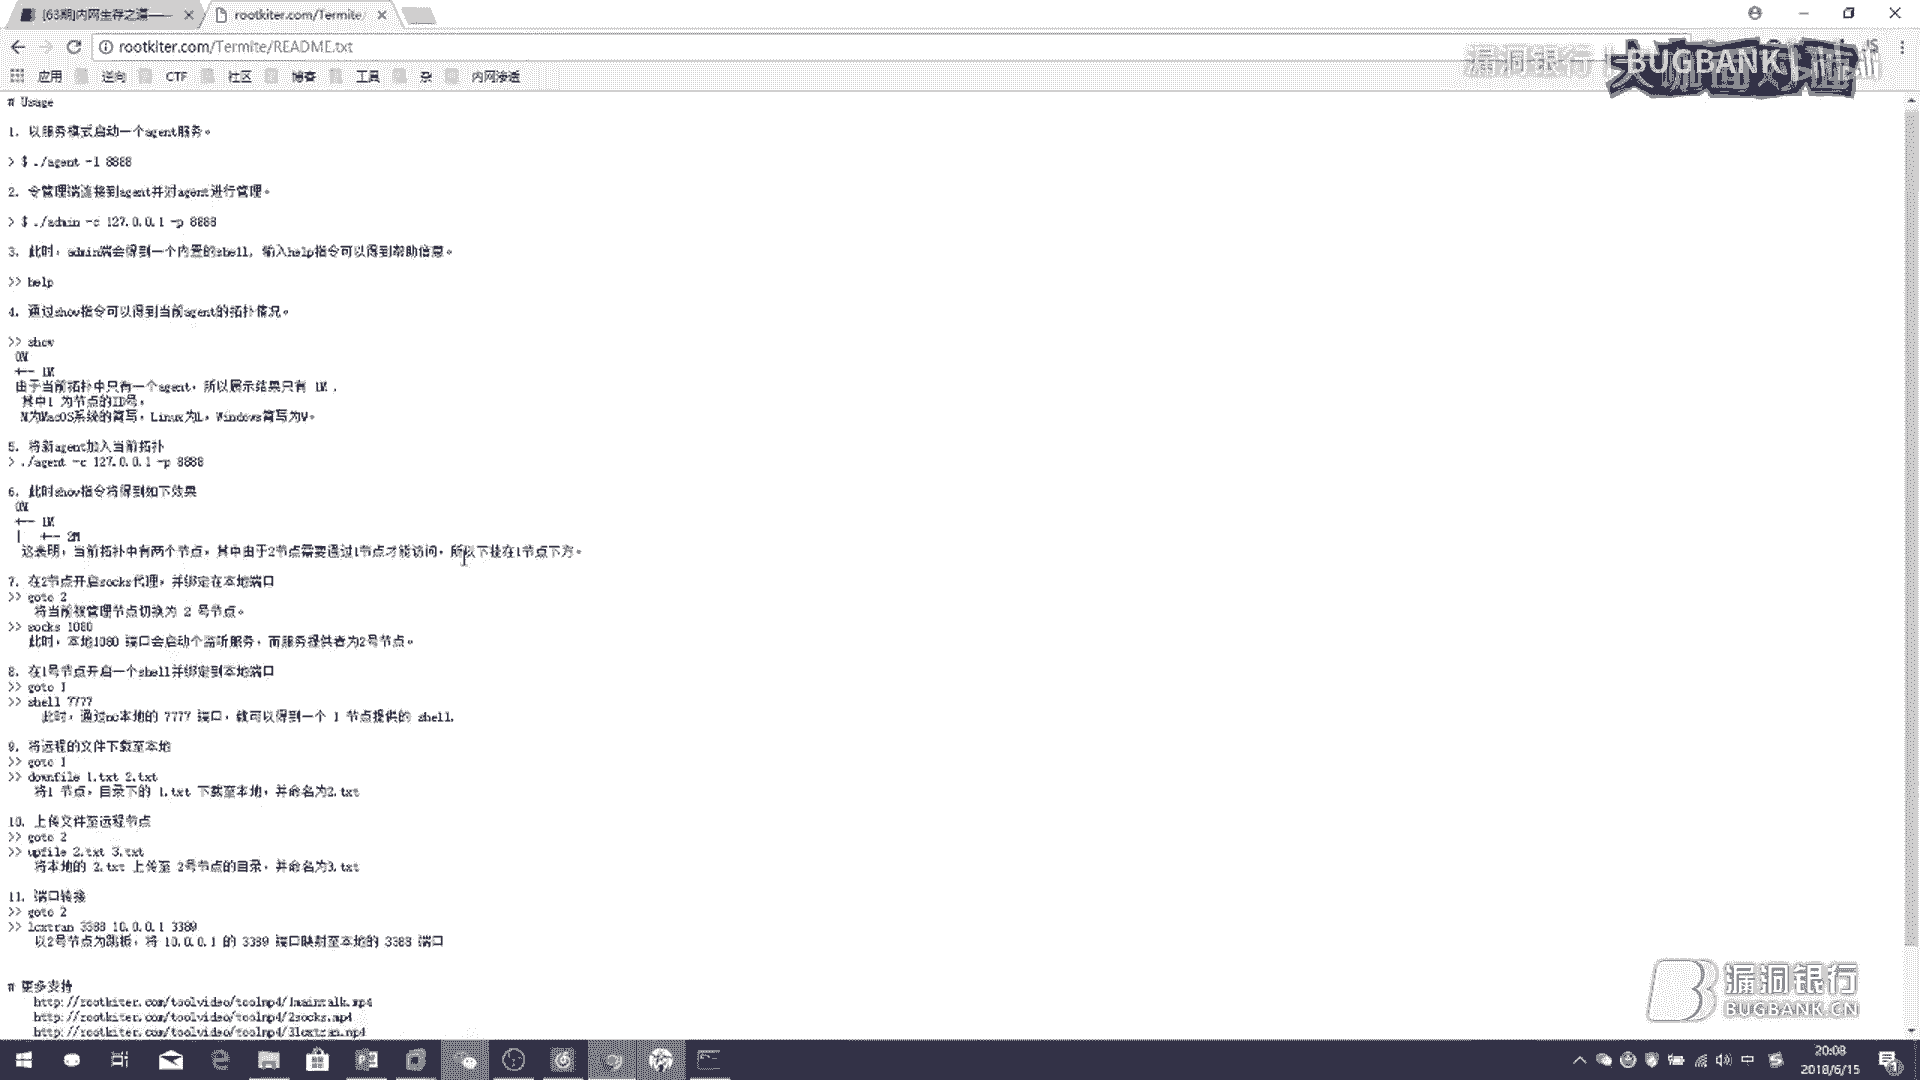 [63期]内网生存之道——
rootkiter.com/Termite/
rootkiter.com/Termite/README.txt
漏洞银行
BUGBANK
大咖面对面
应用 逆向 CTF 社区 博客 工具 杂 内网渗透
# Usage
1. 以服务模式启动一个agent服务。
> $ ./agent -l 8888
2. 令管理端连接到agent并对agent进行管理。
> $ ./admin -c 127.0.0.1 -p 8888
3. 此时，admin端会得到一个内置的shell, 输入help指令可以得到帮助信息。
>> help
4. 通过show指令可以得到当前agent的拓扑情况。
>> show
0M
+-- 1M
由于当前拓扑中只有一个agent，所以展示结果只有 1M ,
其中1 为节点的ID号，
M为MacOS系统的简写，Linux为L，Windows简写为W。
5. 将新agent加入当前拓扑
> ./agent -c 127.0.0.1 -p 8888
6. 此时show指令将得到如下效果
0M
+-- 1M
| +-- 2M
这表明，当前拓扑中有两个节点，其中由于2节点需要通过1节点才能访问，所以下挂在1节点下方。
7. 在2节点开启socks代理，并绑定在本地端口
>> goto 2
将当前被管理节点切换为 2 号节点。
>> socks 1080
此时，本地1080 端口会启动个监听服务，而服务提供者为2号节点。
8. 在1号节点开启一个shell并绑定到本地端口
>> goto 1
>> shell 7777
此时，通过nc本地的 7777 端口，就可以得到一个 1 节点提供的 shell.
9. 将远程的文件下载至本地
>> goto 1
>> downfile 1.txt 2.txt
将1 节点，目录下的 1.txt 下载至本地，并命名为2.txt
10. 上传文件至远程节点
>> goto 2
>> upfile 2.txt 3.txt
将本地的 2.txt 上传至 2号节点的目录，并命名为3.txt
11. 端口转接
>> goto 2
>> lcxtran 3388 10.0.0.1 3389
以2号节点为跳板，将 10.0.0.1 的 3389 端口映射至本地的 3388 端口
# 更多支持
http://rootkiter.com/toolvideo/toolmp4/1maintalk.mp4
http://rootkiter.com/toolvideo/toolmp4/2socks.mp4
http://rootkiter.com/toolvideo/toolmp4/3lcxtran.mp4
漏洞银行
BUGBANK.CN
中
20:08
2018/6/15